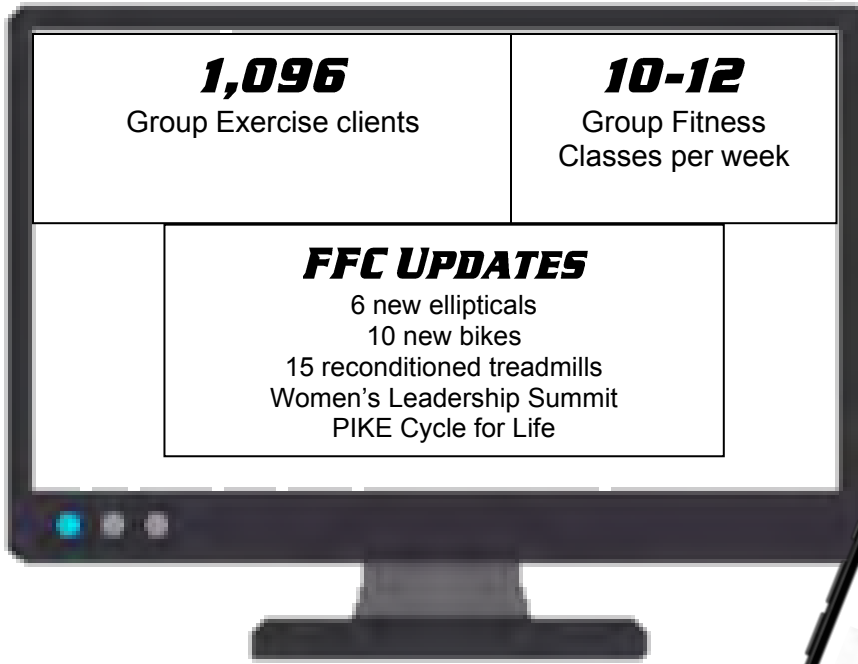 1,096
Group Exercise clients
10-12
Group Fitness
Classes per week
FFC UPDATES
6 new ellipticals
10 new bikes
15 reconditioned treadmills
Women's Leadership Summit
PIKE Cycle for Life